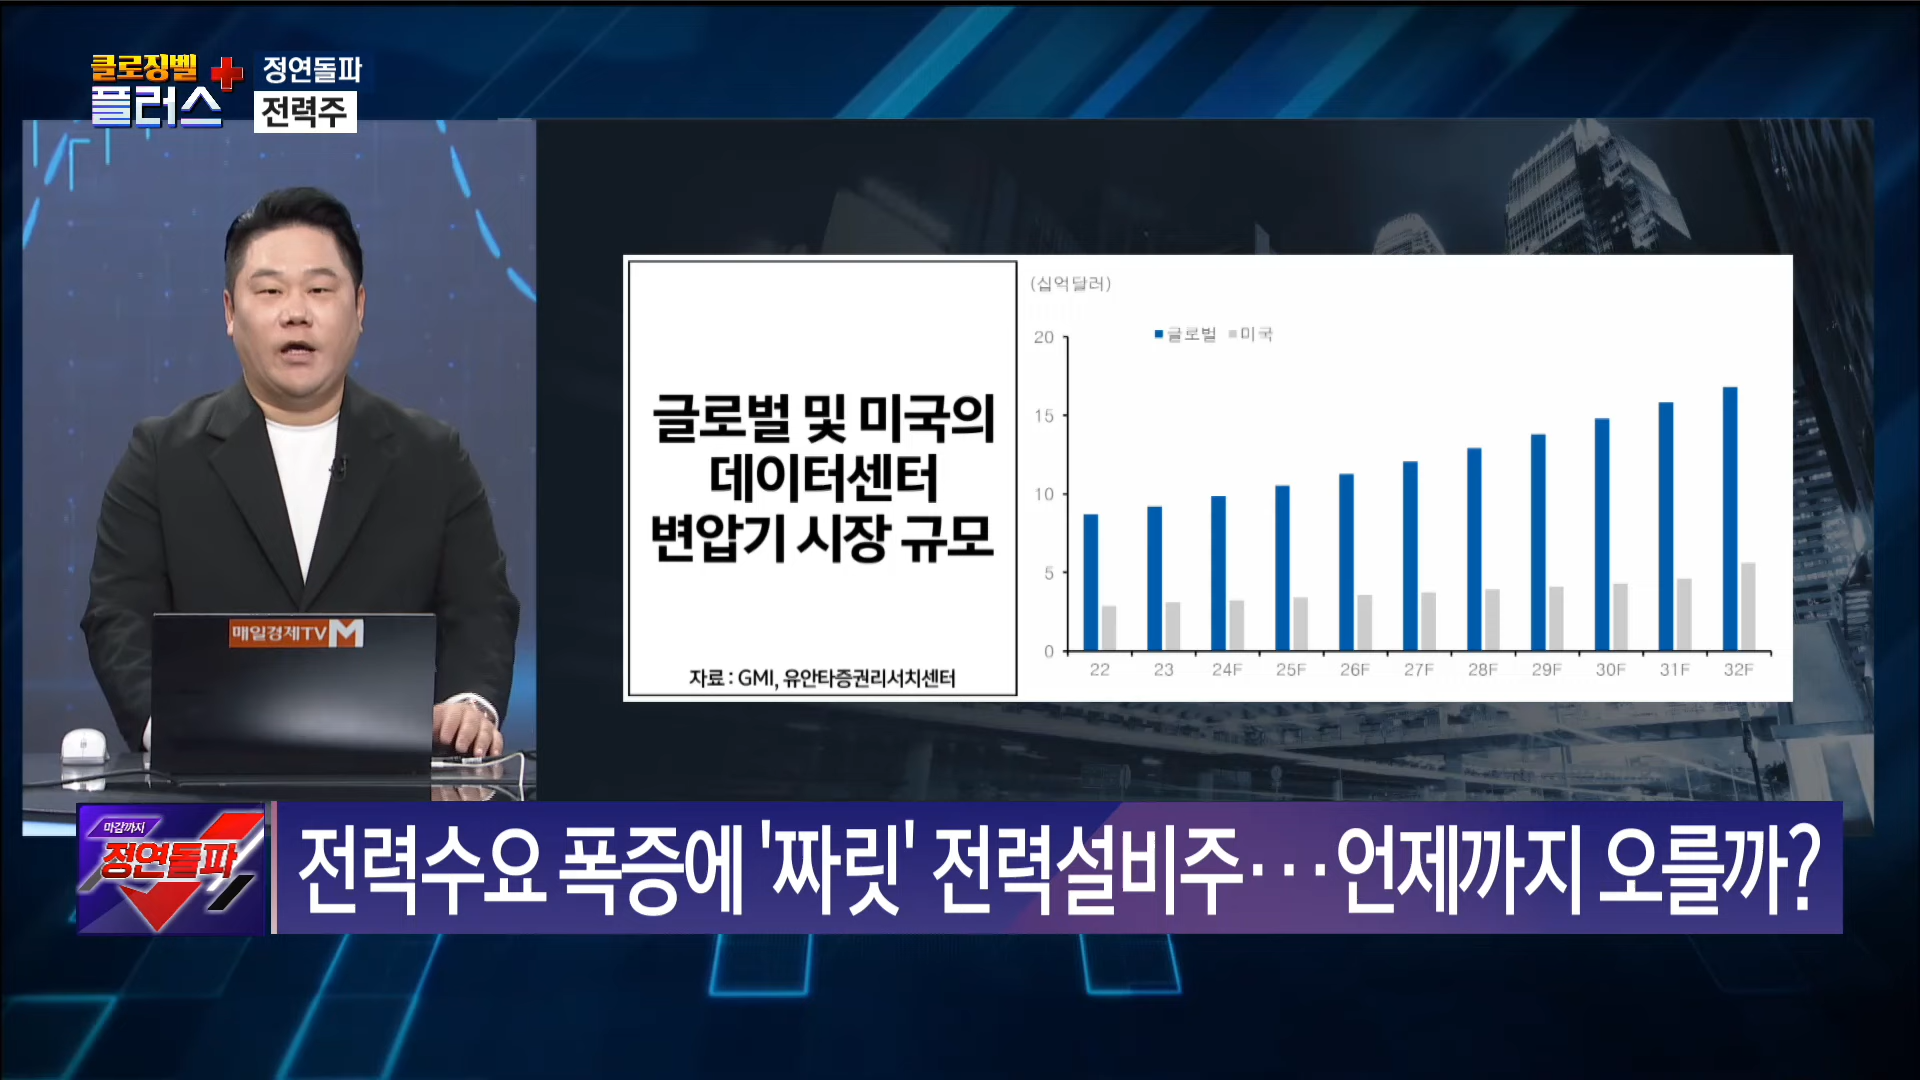 클로징벨
플러스
정연돌파
전력주
매일경제TV M
글로벌 및 미국의
데이터센터
변압기 시장 규모
자료 : GMI, 유안타증권리서치센터
(십억달러)
글로벌 미국
20
15
10
5
0
22 23 24F 25F 26F 27F 28F 29F 30F 31F 32F
마감까지
정연돌파
전력수요 폭증에 '짜릿' 전력설비주···언제까지 오를까?